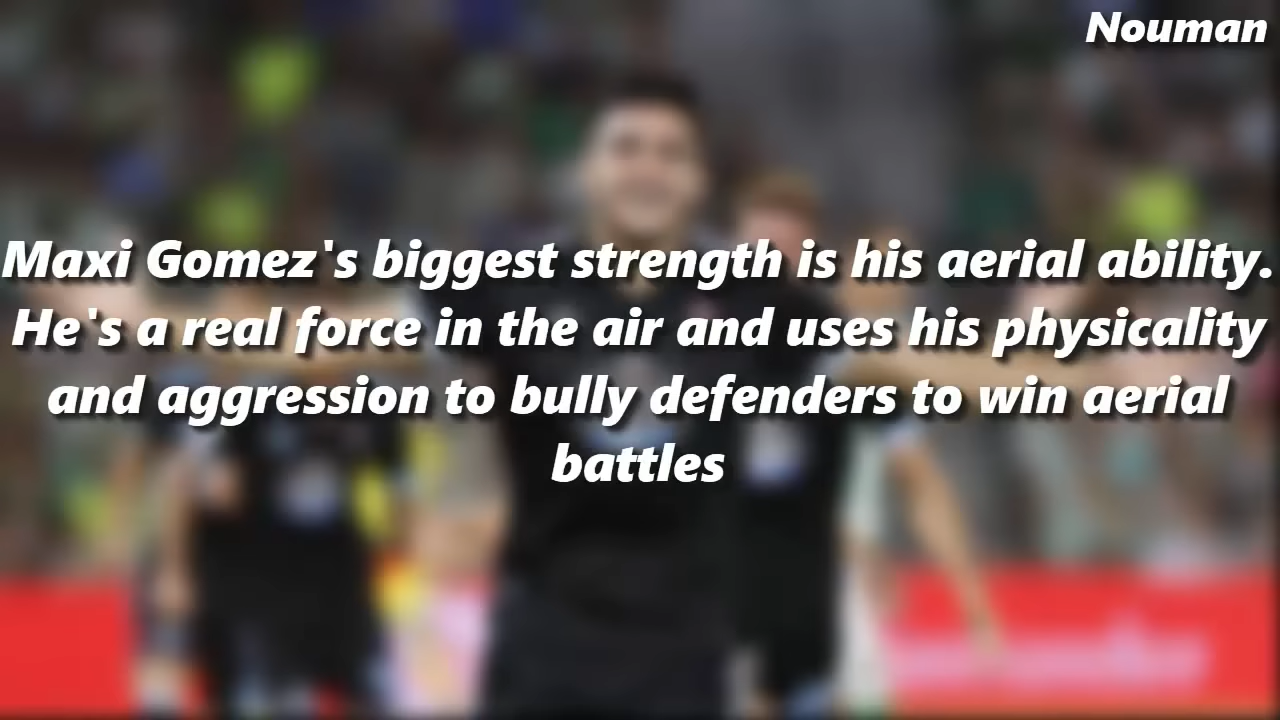 Nouman
Maxi Gomez's biggest strength is his aerial ability.
He's a real force in the air and uses his physicality
and aggression to bully defenders to win aerial
battles